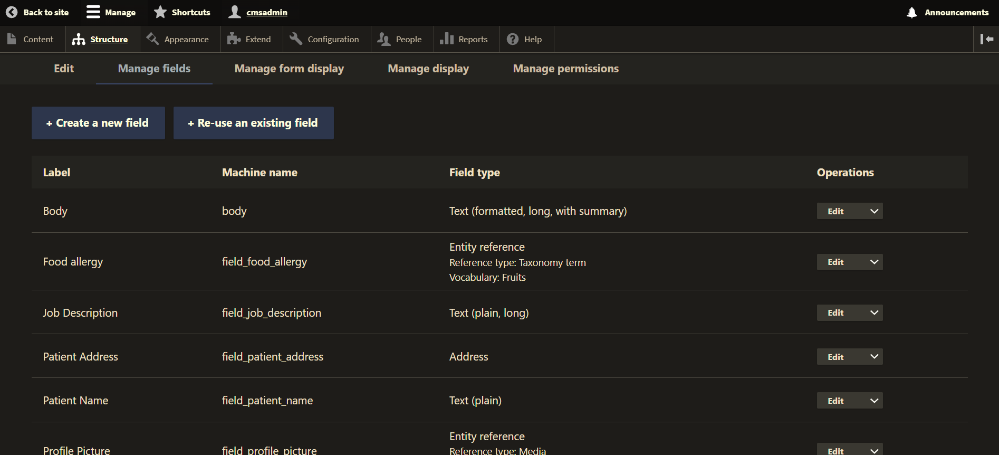 Back to site Manage Shortcuts cmsadmin Announcements
Content Structure Appearance Extend Configuration People Reports Help
Edit Manage fields Manage form display Manage display Manage permissions
+ Create a new field + Re-use an existing field
Label Machine name Field type Operations
Body body Text (formatted, long, with summary) Edit
Entity reference
Food allergy field_food_allergy Reference type: Taxonomy term Edit
Vocabulary: Fruits
Job Description field_job_description Text (plain, long) Edit
Patient Address field_patient_address Address Edit
Patient Name field_patient_name Text (plain) Edit
Entity reference
Profile Picture field_profile_picture Reference type: Media Edit